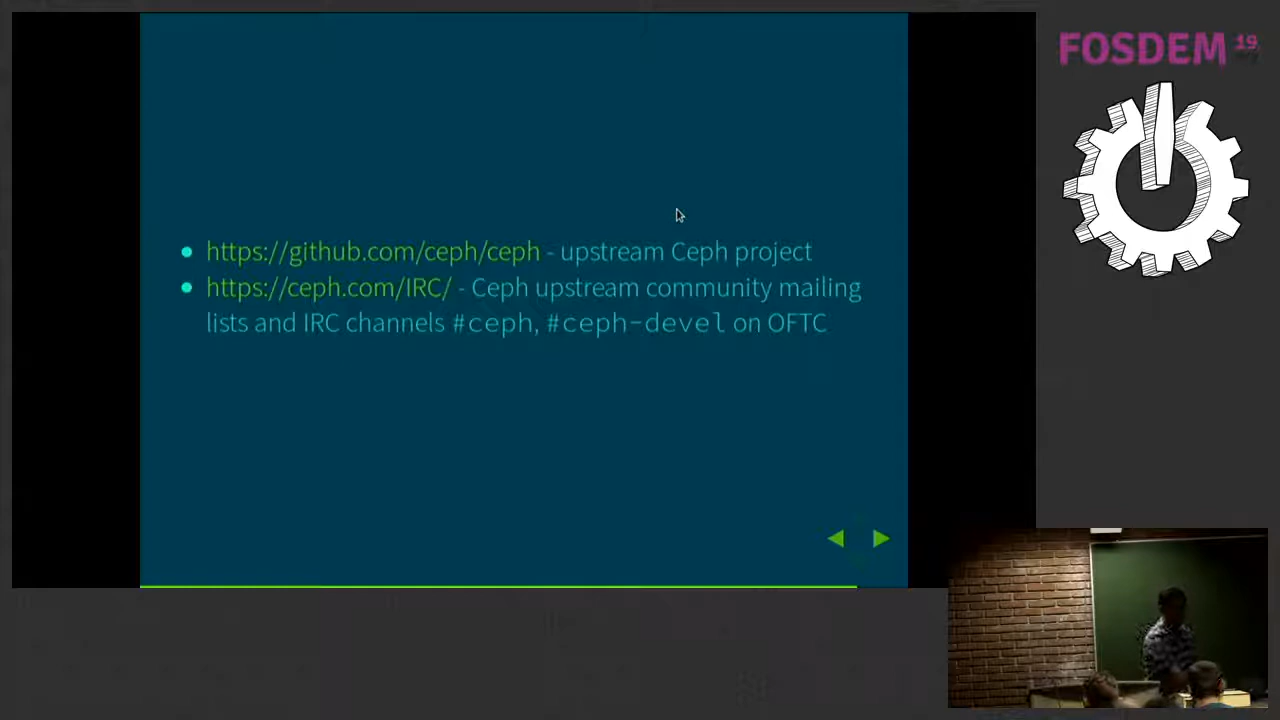 FOSDEM 19
https://github.com/ceph/ceph - upstream Ceph project
https://ceph.com/IRC/ - Ceph upstream community mailing
lists and IRC channels #ceph, #ceph-devel on OFTC